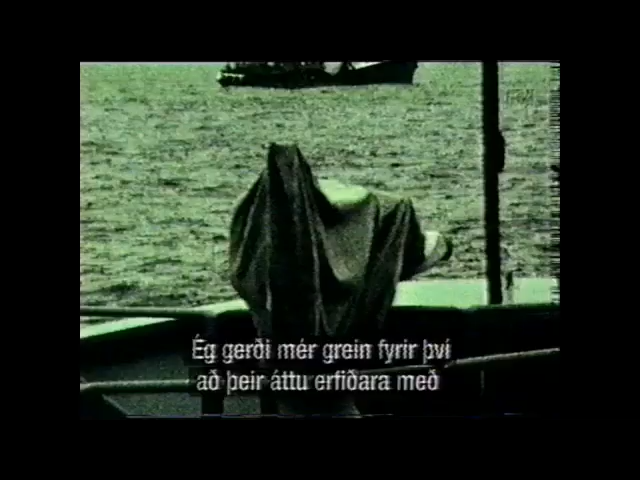 Ég gerði mér grein fyrir því
að þeir áttu erfiðara með